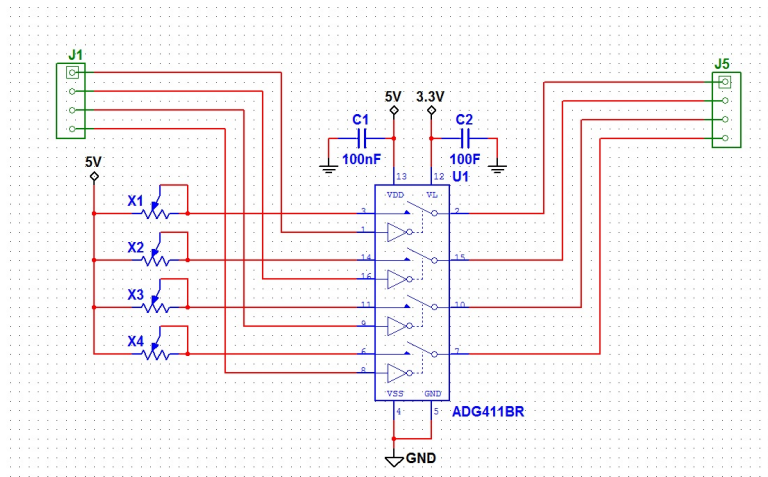 J1
J5
5V
3.3V
C1
C2
100nF
100F
5V
13
12
U1
VDD
VL
X1
3
2
1
X2
14
15
16
X3
11
10
9
X4
6
7
8
VSS
GND
4
5
ADG411BR
GND